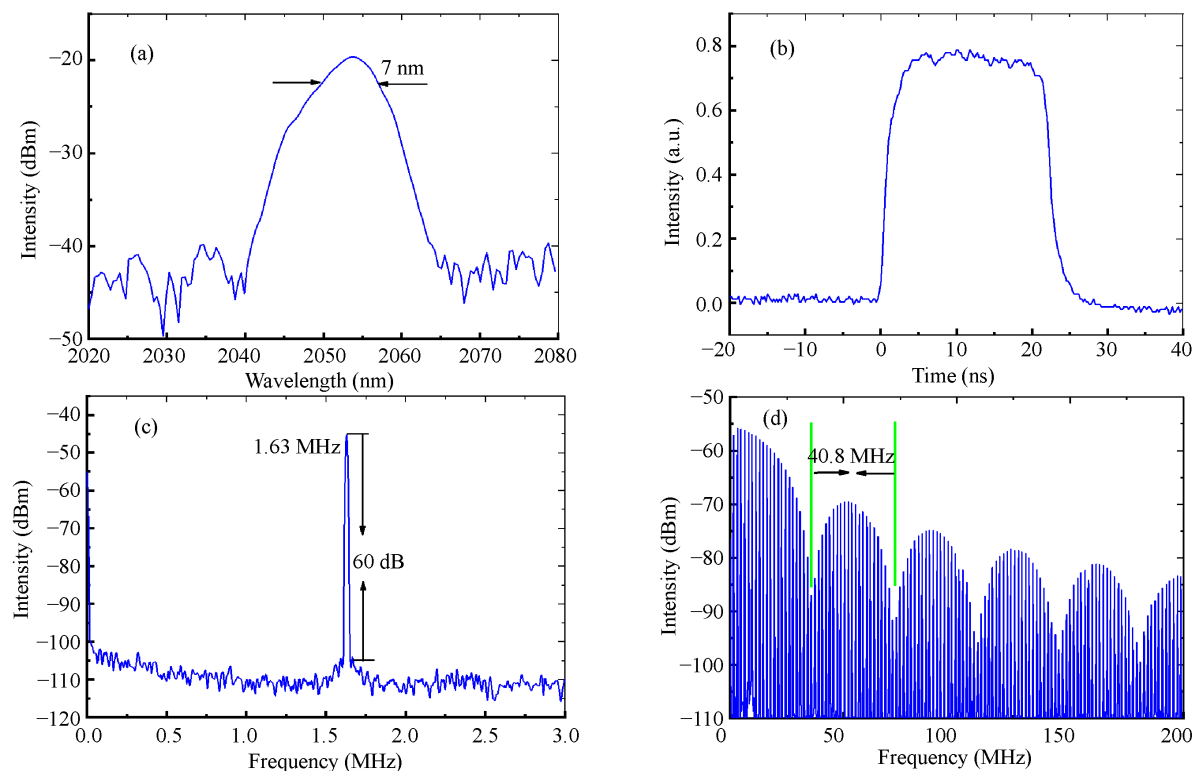 (a)
7 nm
−20
−30
−40
−50
Intensity (dBm)
2020 2030 2040 2050 2060 2070 2080
Wavelength (nm)
(b)
0.8
0.6
0.4
0.2
0.0
Intensity (a.u.)
−20 −10 0 10 20 30 40
Time (ns)
(c)
1.63 MHz
60 dB
−40
−50
−60
−70
−80
−90
−100
−110
−120
Intensity (dBm)
0.0 0.5 1.0 1.5 2.0 2.5 3.0
Frequency (MHz)
(d)
40.8 MHz
−50
−60
−70
−80
−90
−100
−110
Intensity (dBm)
0 50 100 150 200
Frequency (MHz)